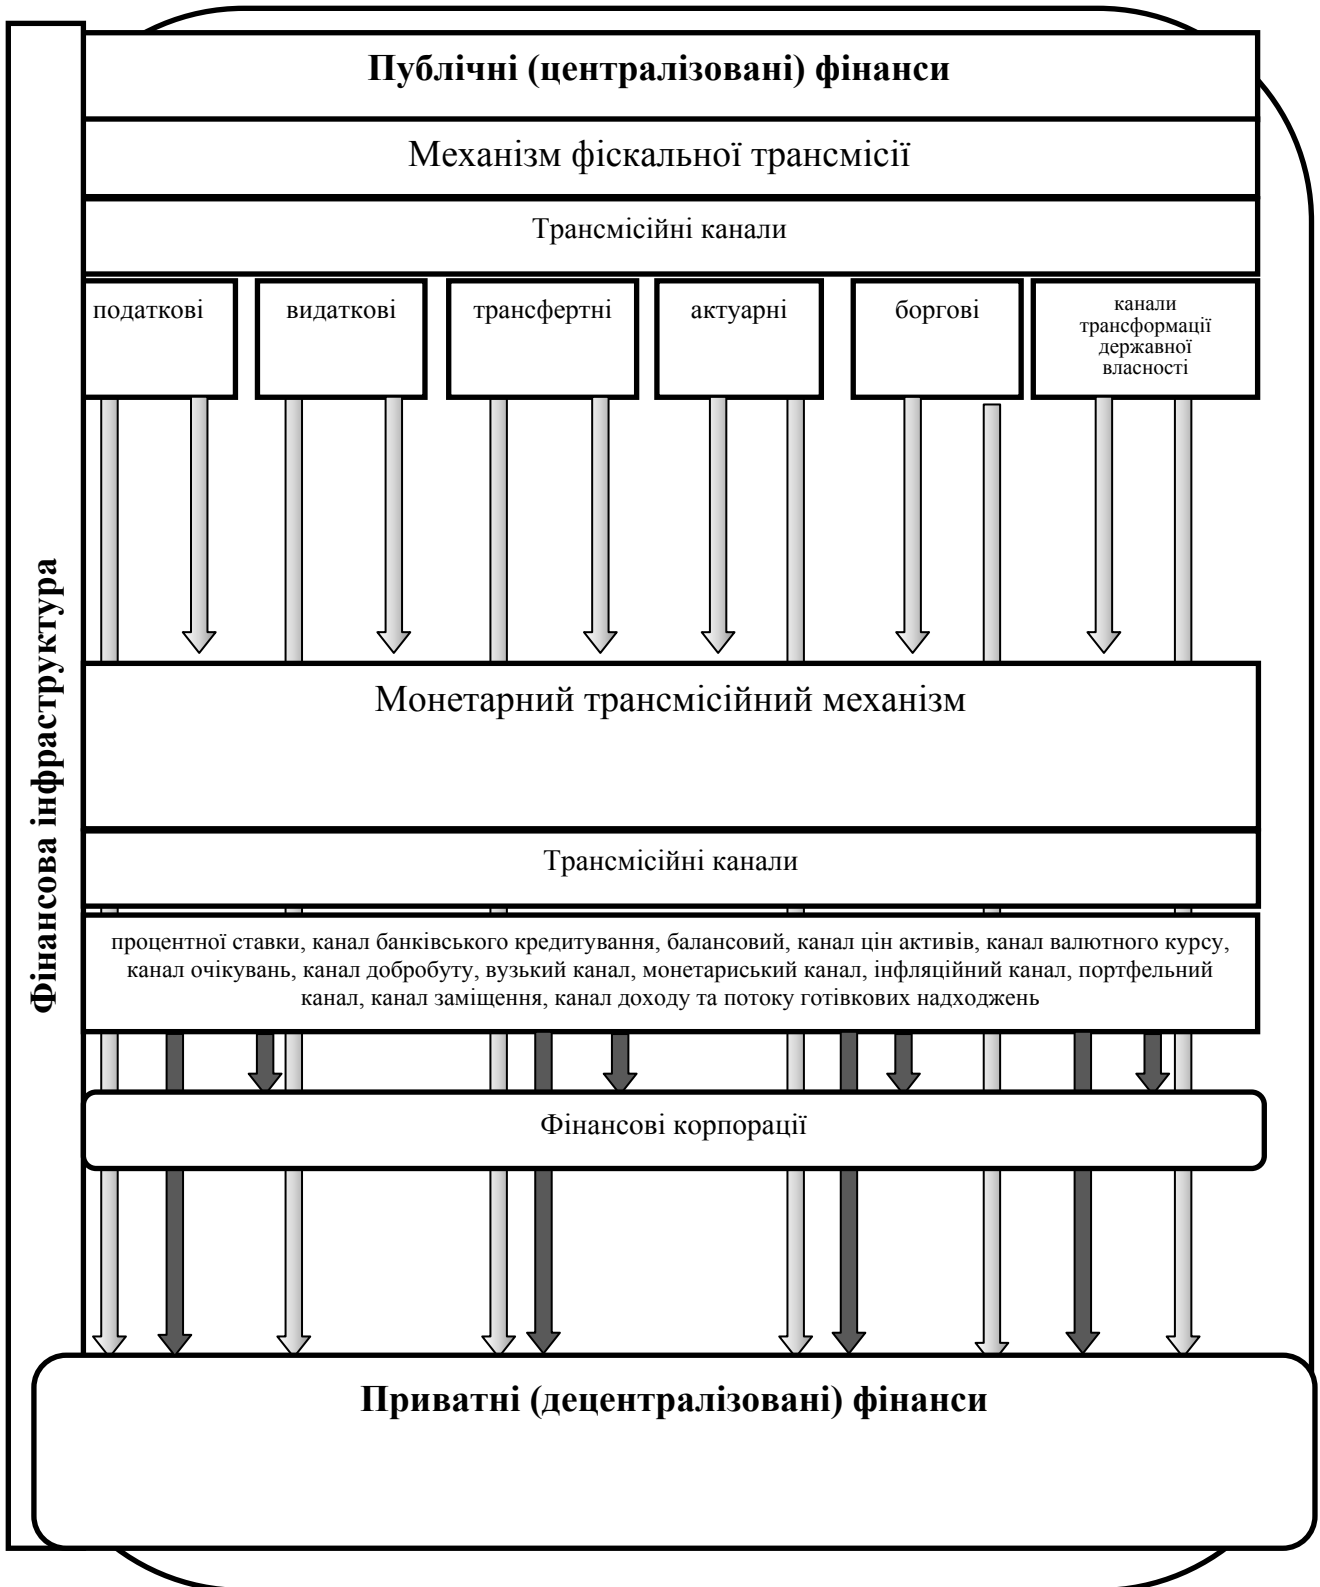 Публічні (централізовані) фінанси
Механізм фіскальної трансмісії
Трансмісійні канали
податкові
видаткові
трансфертні
актуарні
боргові
канали
трансформації
державної
власності
Фінансова інфраструктура
Монетарний трансмісійний механізм
Трансмісійні канали
процентної ставки, канал банківського кредитування, балансовий, канал цін активів, канал валютного курсу,
канал очікувань, канал добробуту, вузький канал, монетариський канал, інфляційний канал, портфельний
канал, канал заміщення, канал доходу та потоку готівкових надходжень
Фінансові корпорації
Приватні (децентралізовані) фінанси